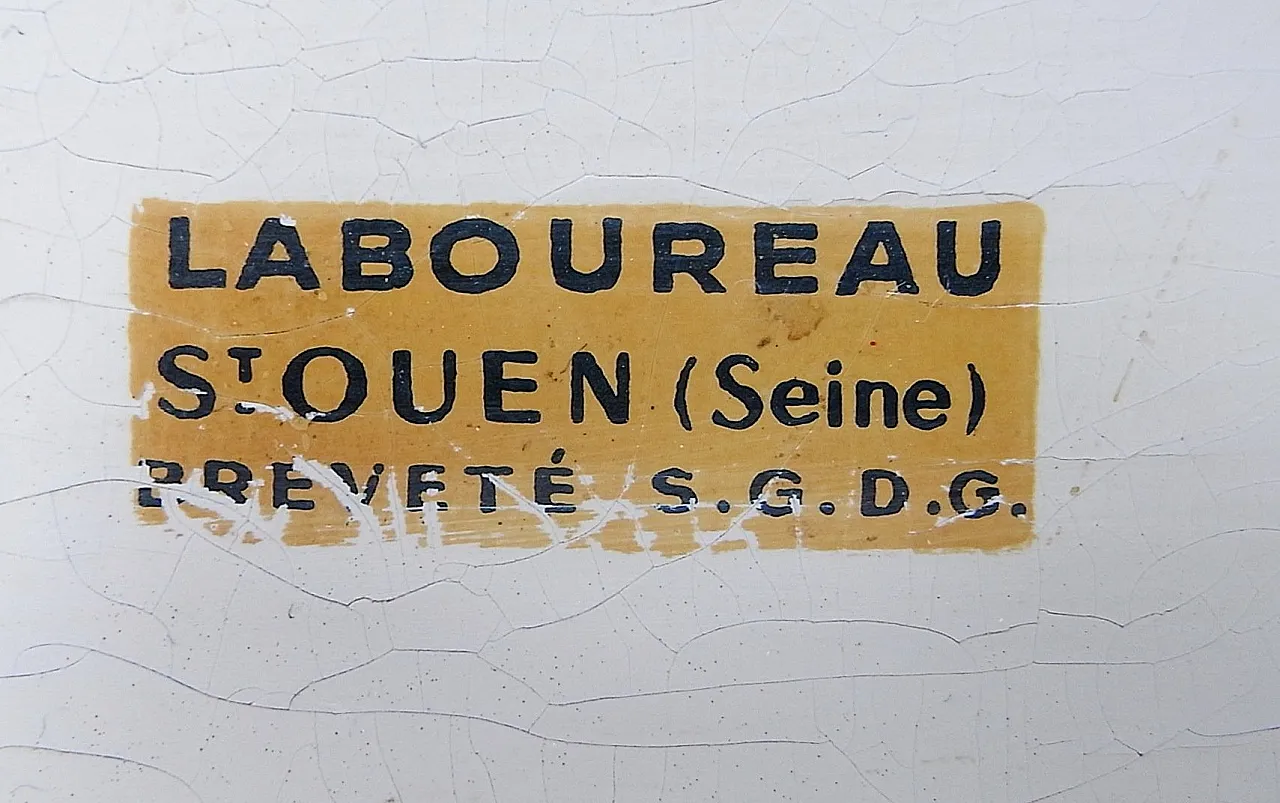 LABOUREAU
ST OUEN (Seine)
BREVETÉ S.G.D.G.